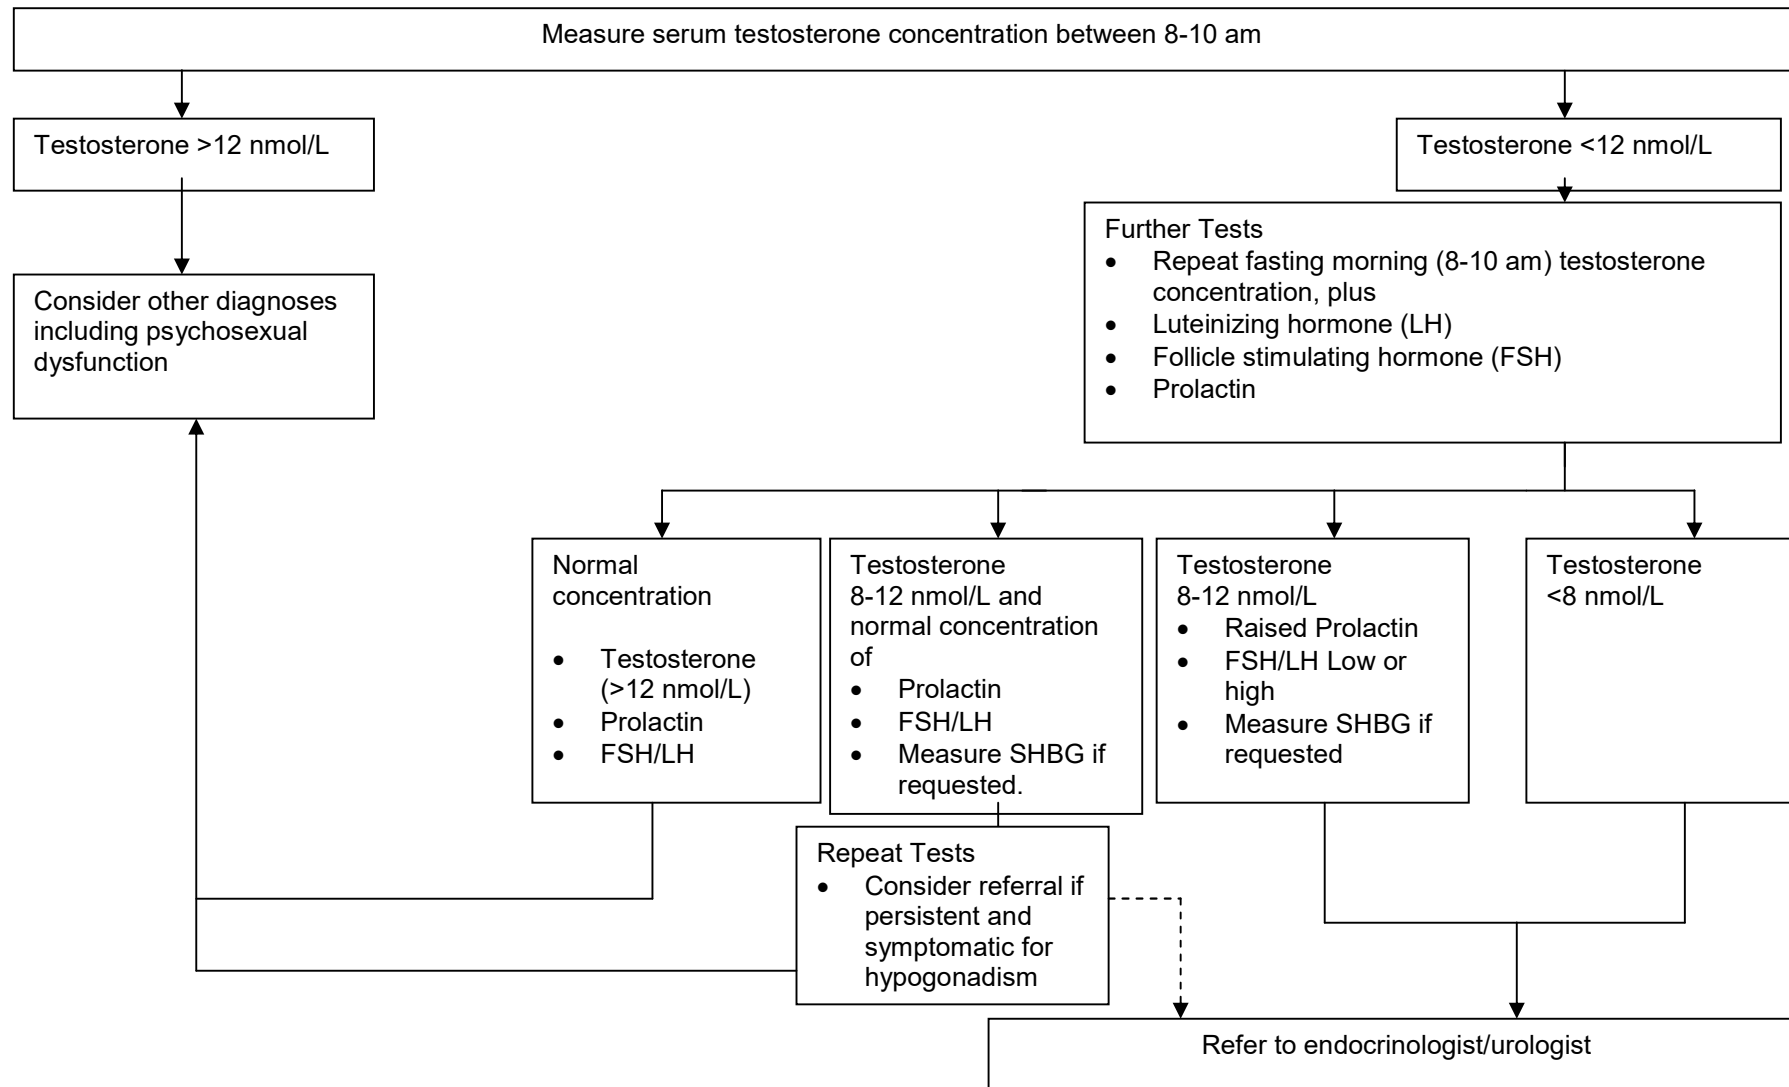 Measure serum testosterone concentration between 8-10 am
Testosterone >12 nmol/L
Testosterone <12 nmol/L
Further Tests
• Repeat fasting morning (8-10 am) testosterone
concentration, plus
• Luteinizing hormone (LH)
• Follicle stimulating hormone (FSH)
• Prolactin
Consider other diagnoses
including psychosexual
dysfunction
Normal
concentration
• Testosterone
(>12 nmol/L)
• Prolactin
• FSH/LH
Testosterone
8-12 nmol/L and
normal concentration
of
• Prolactin
• FSH/LH
• Measure SHBG if
requested.
Testosterone
8-12 nmol/L
• Raised Prolactin
• FSH/LH Low or
high
• Measure SHBG if
requested
Testosterone
<8 nmol/L
Repeat Tests
• Consider referral if
persistent and
symptomatic for
hypogonadism
Refer to endocrinologist/urologist